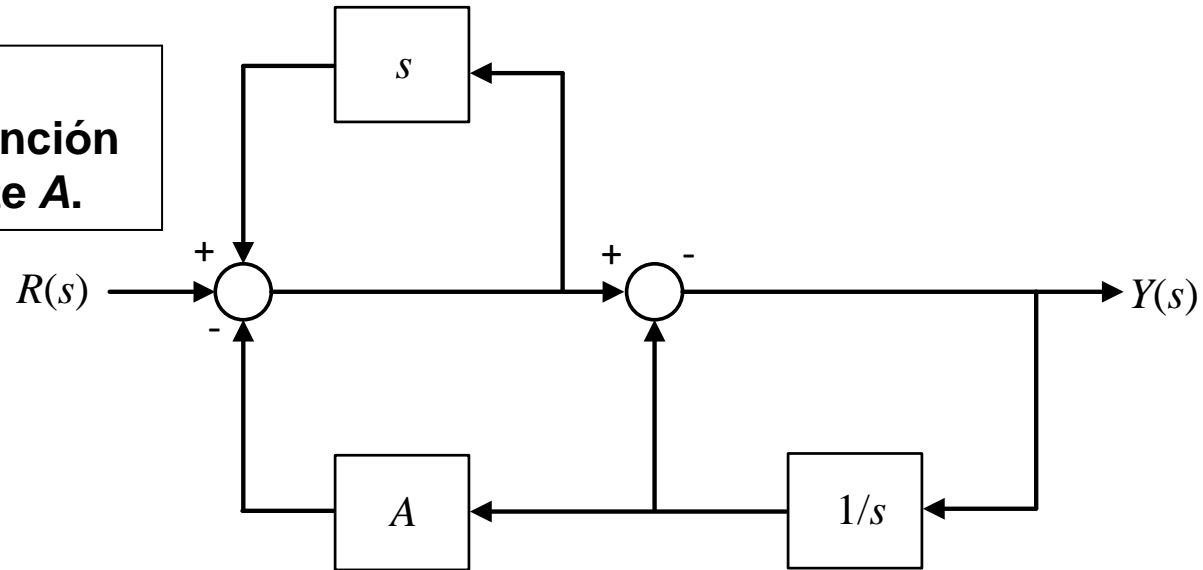 s
nción
e A.
+
+
-
R(s)
Y(s)
-
A
1/s